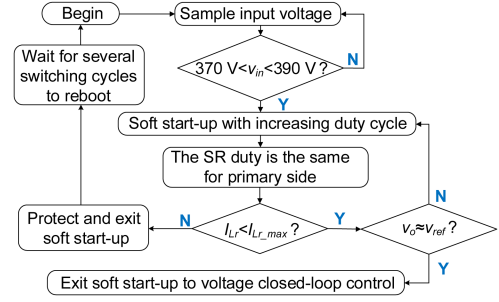 Begin
Sample input voltage
Wait for several
switching cycles
to reboot
370 V<vin<390 V?
N
Y
Soft start-up with increasing duty cycle
The SR duty is the same
for primary side
Protect and exit
soft start-up
N
ILr<ILr_max?
Y
vo≈vref?
N
Y
Exit soft start-up to voltage closed-loop control